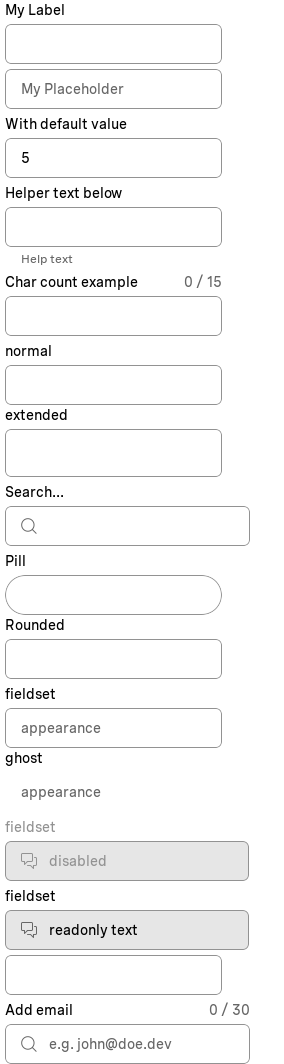 My Label
My Placeholder
With default value
5
Helper text below
Help text
Char count example 0 / 15
normal
extended
Search...
Pill
Rounded
fieldset
appearance
ghost
appearance
fieldset
disabled
fieldset
readonly text
Add email 0 / 30
e.g. john@doe.dev